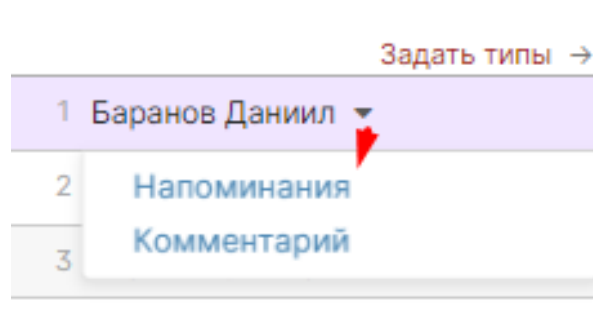 Задать типы →
1 Баранов Даниил
2 Напоминания
Комментарий
3